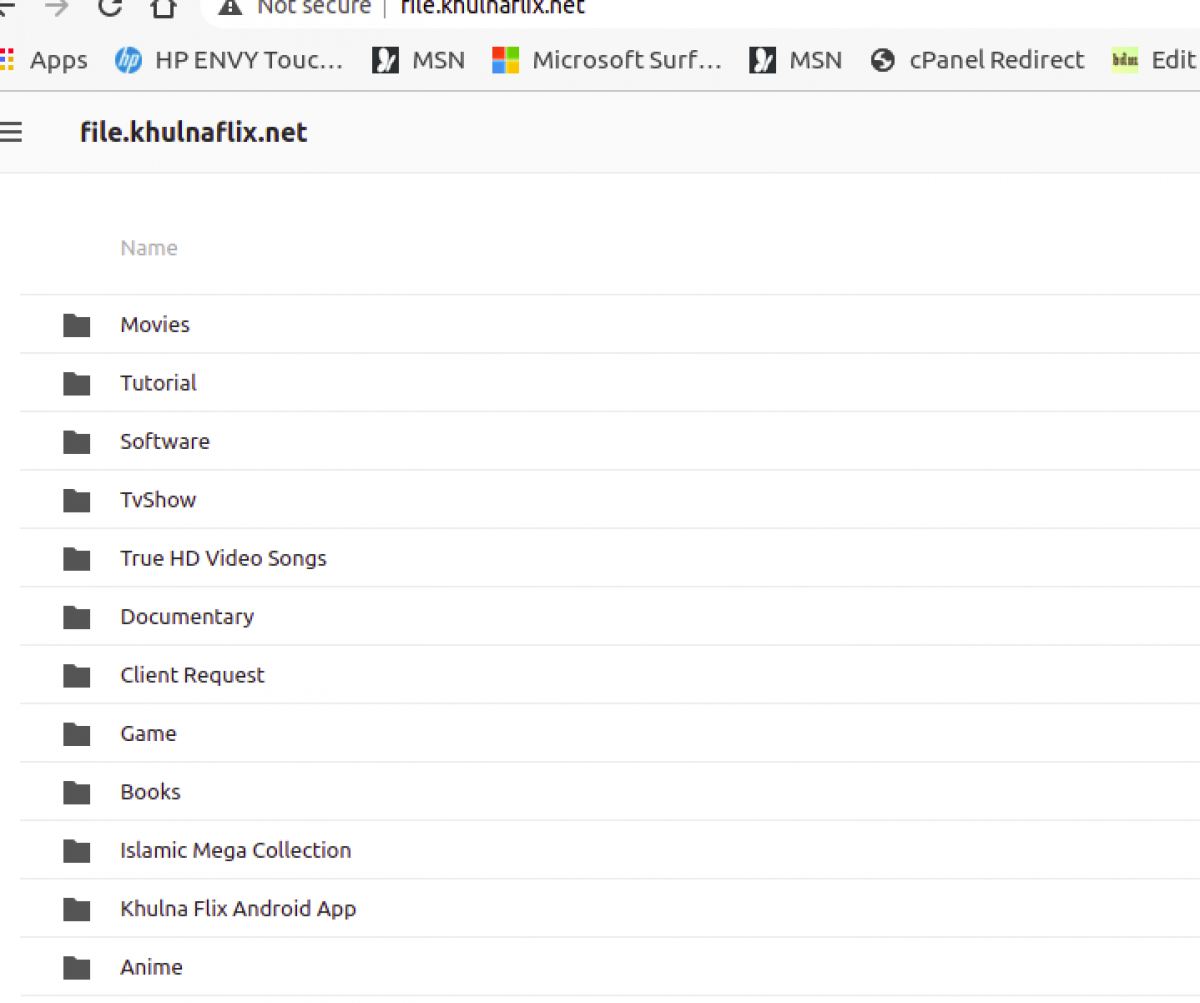 Not secure | file.khulnaflix.net
Apps HP ENVY Touc... MSN Microsoft Surf... MSN cPanel Redirect bdm Edit
file.khulnaflix.net
Name
Movies
Tutorial
Software
TvShow
True HD Video Songs
Documentary
Client Request
Game
Books
Islamic Mega Collection
Khulna Flix Android App
Anime